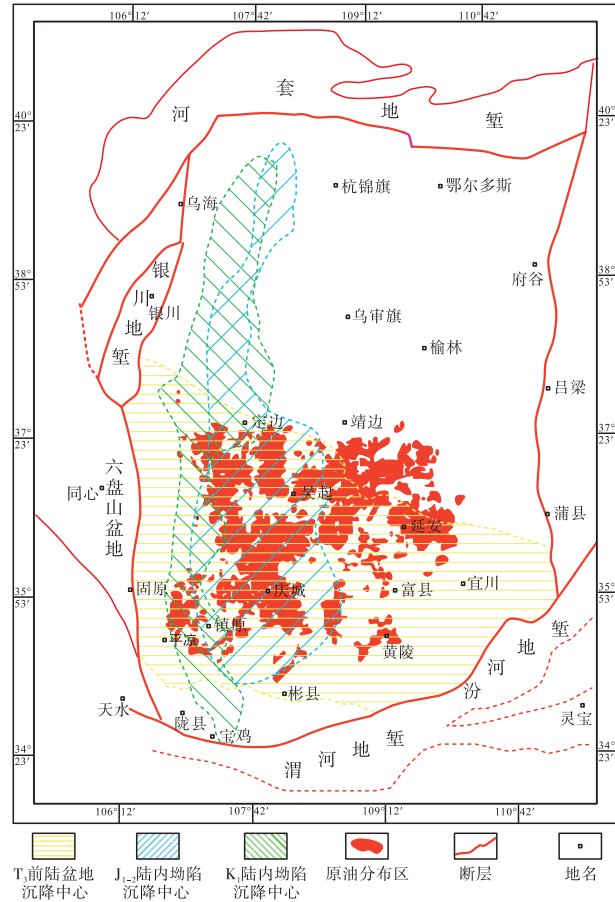 106°12′ 107°42′ 109°12′ 110°42′
40°23′ 40°23′
河套地堑
杭锦旗 鄂尔多斯
乌海
38°53′ 38°53′
银川地堑
银川
府谷
乌审旗
榆林
吕梁
37°23′ 37°23′
定边 靖边
六盘山盆地
同心
吴起
延安
蒲县
35°53′ 35°53′
固原 庆城 富县 宜川
镇原
平凉 黄陵
汾河地堑
天水 陇县 宝鸡 彬县 灵宝
34°23′ 34°23′
渭河地堑
106°12′ 107°42′ 109°12′ 110°42′
T₃前陆盆地
沉降中心
J₁₋₂陆内坳陷
沉降中心
K₁陆内坳陷
沉降中心
原油分布区
断层
地名